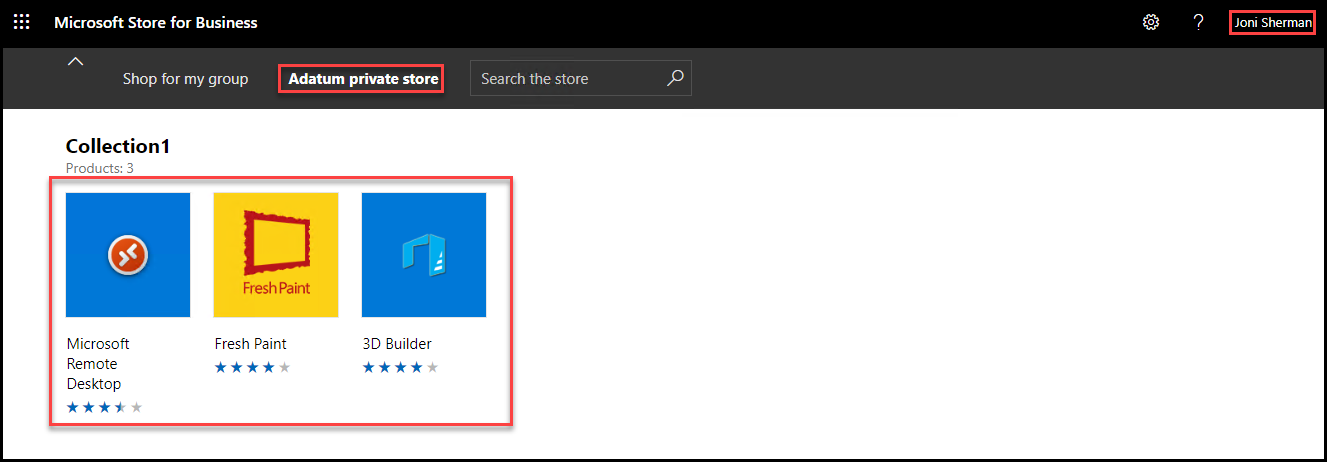 Microsoft Store for Business
?
Joni Sherman
Shop for my group
Adatum private store
Search the store
Collection1
Products: 3
Fresh Paint
Microsoft
Remote
Desktop
Fresh Paint
3D Builder